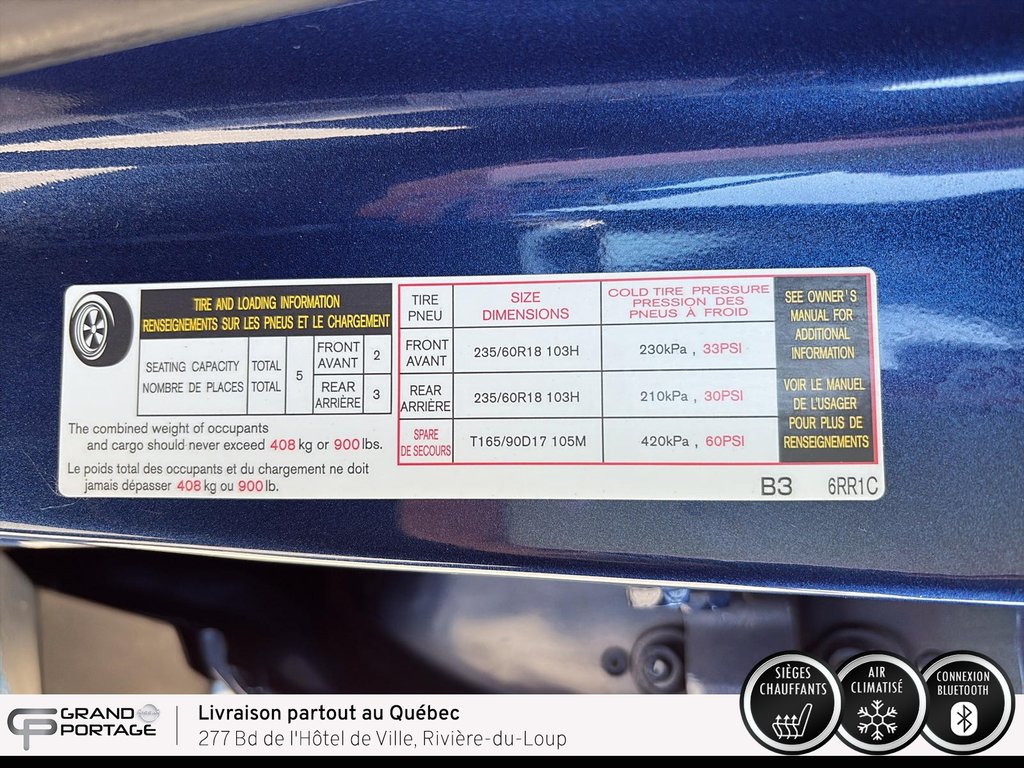 TIRE AND LOADING INFORMATION
RENSEIGNEMENTS SUR LES PNEUS ET LE CHARGEMENT
SEATING CAPACITY
NOMBRE DE PLACES
TOTAL
TOTAL
5
FRONT
AVANT
2
REAR
ARRIÈRE
3
The combined weight of occupants
and cargo should never exceed 408 kg or 900 lbs.
Le poids total des occupants et du chargement ne doit
jamais dépasser 408 kg ou 900 lb.
TIRE
PNEU
SIZE
DIMENSIONS
COLD TIRE PRESSURE
PRESSION DES
PNEUS À FROID
FRONT
AVANT
235/60R18 103H
230kPa , 33PSI
REAR
ARRIÈRE
235/60R18 103H
210kPa , 30PSI
SPARE
DE SECOURS
T165/90D17 105M
420kPa , 60PSI
SEE OWNER'S
MANUAL FOR
ADDITIONAL
INFORMATION
VOIR LE MANUEL
DE L'USAGER
POUR PLUS DE
RENSEIGNEMENTS
B3 6RR1C
SIÈGES
CHAUFFANTS
AIR
CLIMATISÉ
CONNEXION
BLUETOOTH
GP
GRAND
PORTAGE
Livraison partout au Québec
277 Bd de l'Hôtel de Ville, Rivière-du-Loup